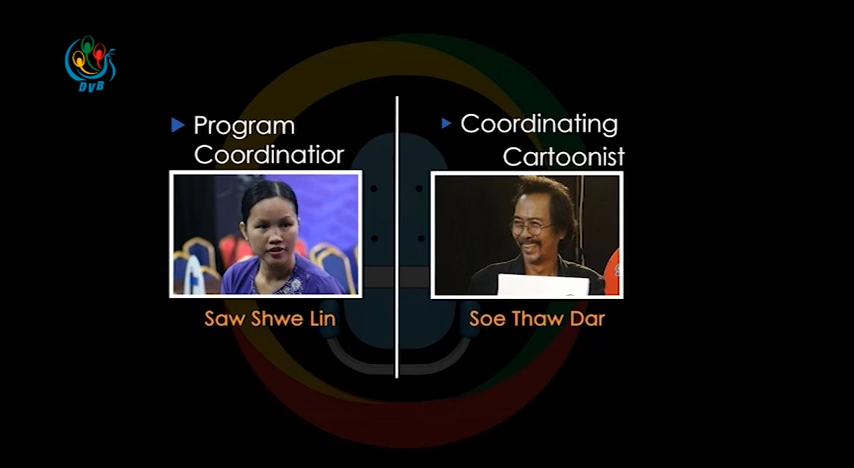 DVB
Program
Coordinatior
Coordinating
Cartoonist
Saw Shwe Lin
Soe Thaw Dar